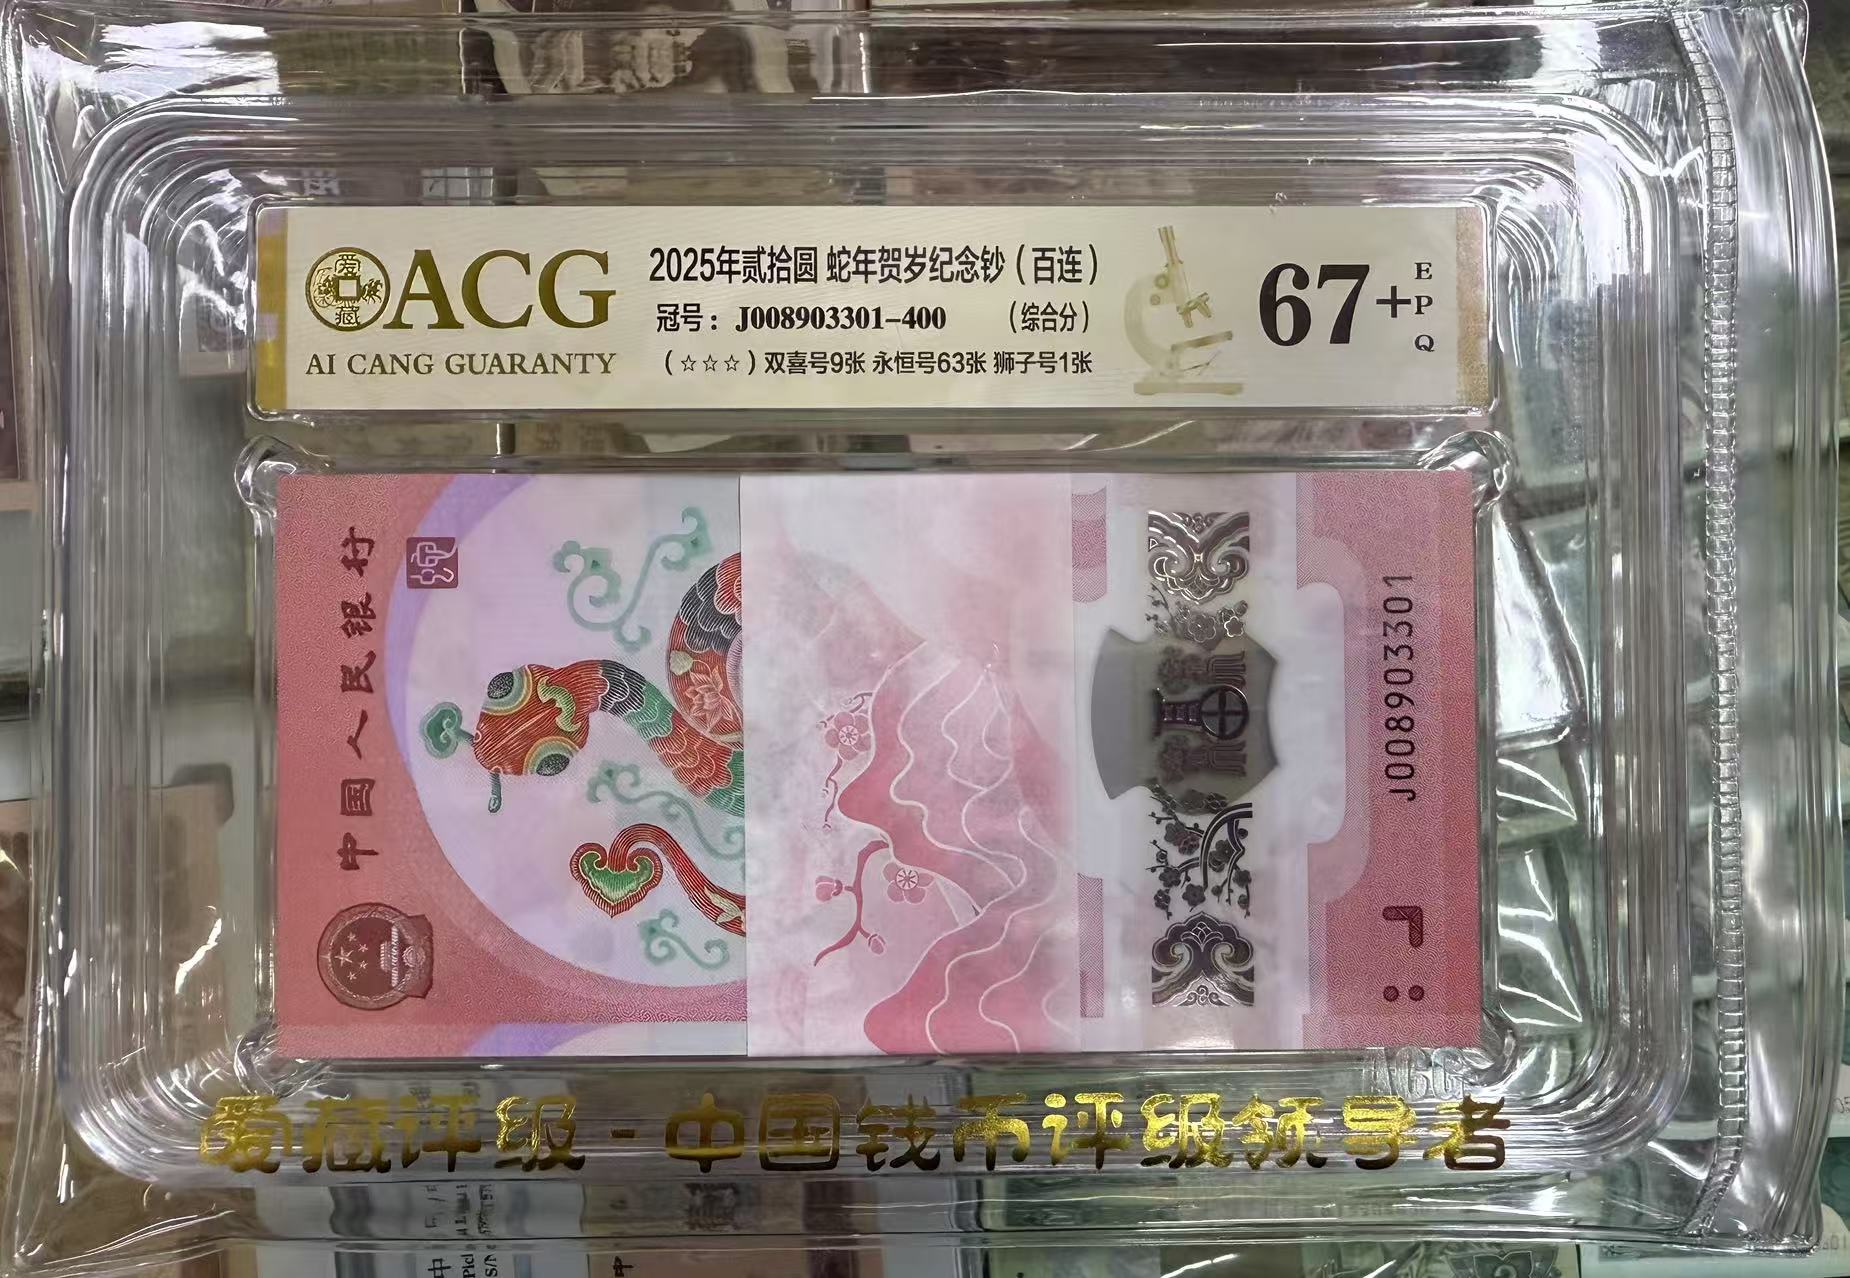 爱藏
ACG
AI CANG GUARANTY
2025年贰拾圆 蛇年贺岁纪念钞（百连）
冠号：J008903301-400 （综合分）
（☆☆☆）双喜号9张 永恒号63张 狮子号1张
67+
EPQ
中国人民银行
J008903301
爱藏评级-中国钱币评级领导者